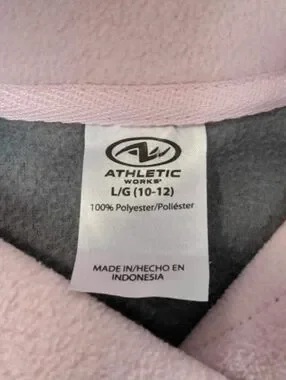 ATHLETIC
WORKS®
L/G (10-12)
100% Polyester/Poliéster
MADE IN/HECHO EN
INDONESIA